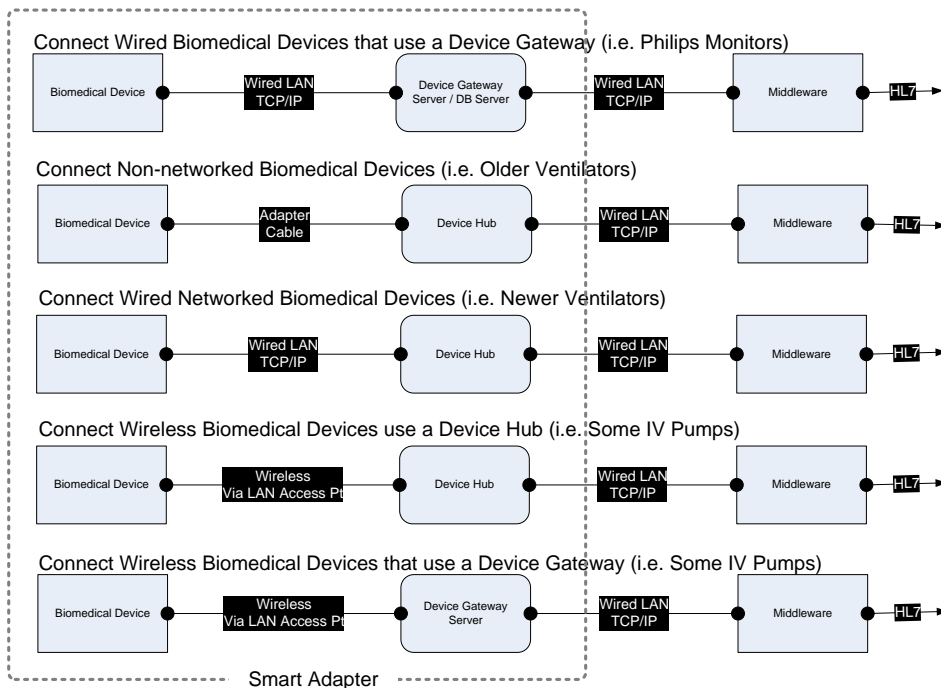 Connect Wired Biomedical Devices that use a Device Gateway (i.e. Philips Monitors)
Biomedical Device
Wired LAN
TCP/IP
Device Gateway
Server / DB Server
Wired LAN
TCP/IP
Middleware
HL7
Connect Non-networked Biomedical Devices (i.e. Older Ventilators)
Biomedical Device
Adapter
Cable
Device Hub
Wired LAN
TCP/IP
Middleware
HL7
Connect Wired Networked Biomedical Devices (i.e. Newer Ventilators)
Biomedical Device
Wired LAN
TCP/IP
Device Hub
Wired LAN
TCP/IP
Middleware
HL7
Connect Wireless Biomedical Devices use a Device Hub (i.e. Some IV Pumps)
Biomedical Device
Wireless
Via LAN Access Pt
Device Hub
Wired LAN
TCP/IP
Middleware
HL7
Connect Wireless Biomedical Devices that use a Device Gateway (i.e. Some IV Pumps)
Biomedical Device
Wireless
Via LAN Access Pt
Device Gateway
Server
Wired LAN
TCP/IP
Middleware
HL7
Smart Adapter